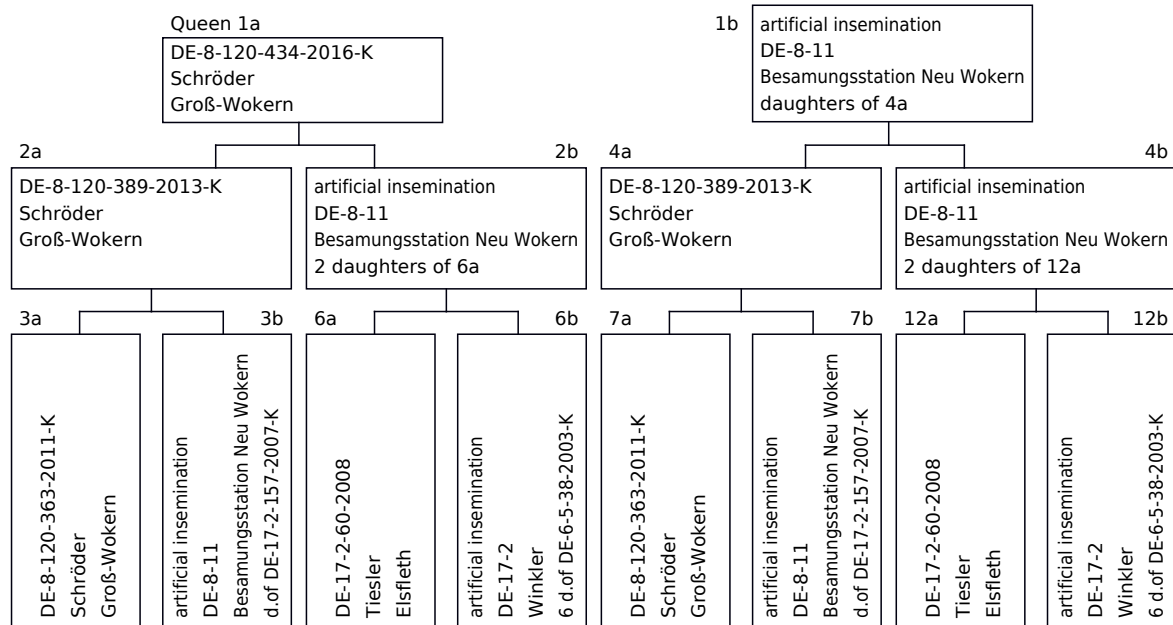 Queen 1a
DE-8-120-434-2016-K
Schröder
Groß-Wokern
1b
artificial insemination
DE-8-11
Besamungsstation Neu Wokern
daughters of 4a
2a
DE-8-120-389-2013-K
Schröder
Groß-Wokern
2b
artificial insemination
DE-8-11
Besamungsstation Neu Wokern
2 daughters of 6a
4a
DE-8-120-389-2013-K
Schröder
Groß-Wokern
4b
artificial insemination
DE-8-11
Besamungsstation Neu Wokern
2 daughters of 12a
3a
DE-8-120-363-2011-K
Schröder
Groß-Wokern
3b
artificial insemination
DE-8-11
Besamungsstation Neu Wokern
d.of DE-17-2-157-2007-K
6a
DE-17-2-60-2008
Tiesler
Elsfleth
6b
artificial insemination
DE-17-2
Winkler
6 d.of DE-6-5-38-2003-K
7a
DE-8-120-363-2011-K
Schröder
Groß-Wokern
7b
artificial insemination
DE-8-11
Besamungsstation Neu Wokern
d.of DE-17-2-157-2007-K
12a
DE-17-2-60-2008
Tiesler
Elsfleth
12b
artificial insemination
DE-17-2
Winkler
6 d.of DE-6-5-38-2003-K